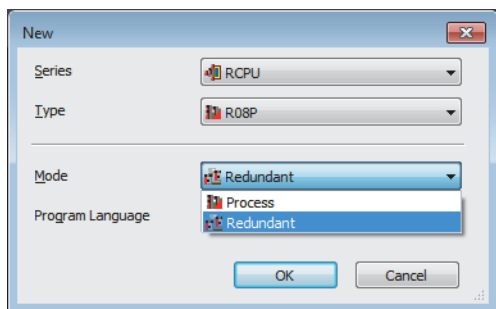 New
Series
RCPU
Type
R08P
Mode
Redundant
Process
Program Language
Redundant
OK
Cancel